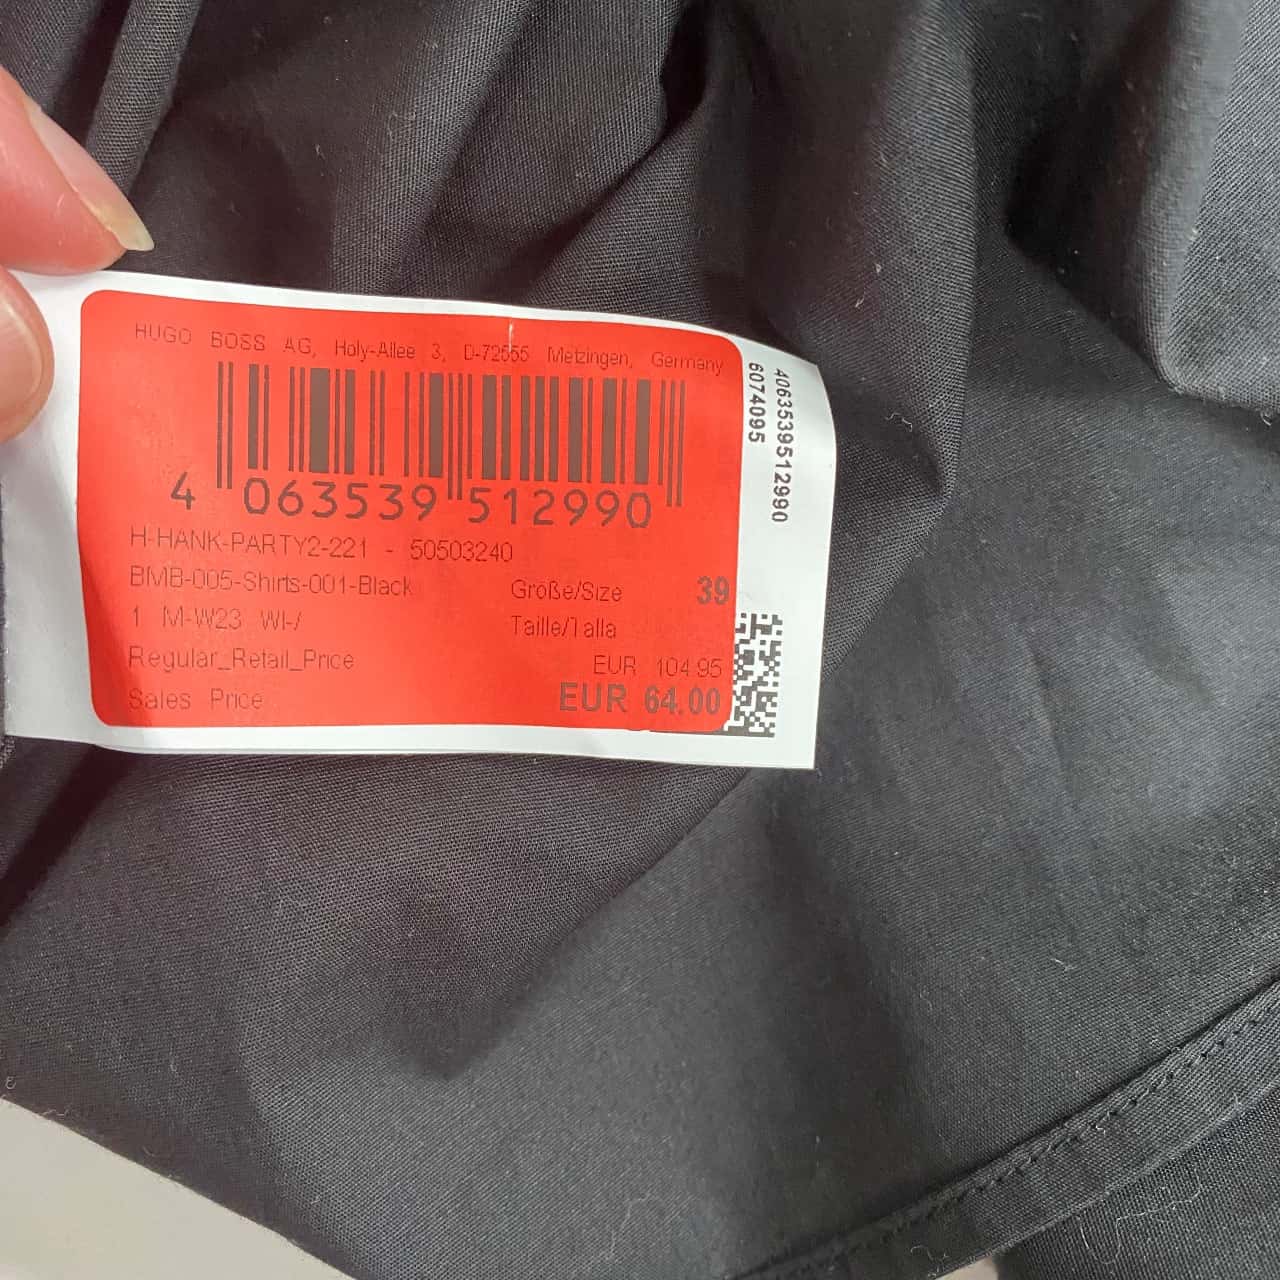 HUGO BOSS AG, Holy-Allee 3, D-72555 Metzingen, Germany
4 063539 512990
H-HANK-PARTY2-221 - 50503240
BMB-005-Shirts-001-Black Größe/Size 39
1 M-W23 WI-/ Taille/Talla
Regular_Retail_Price EUR 104.95
Sales Price EUR 64.00
4063539512990
6074095